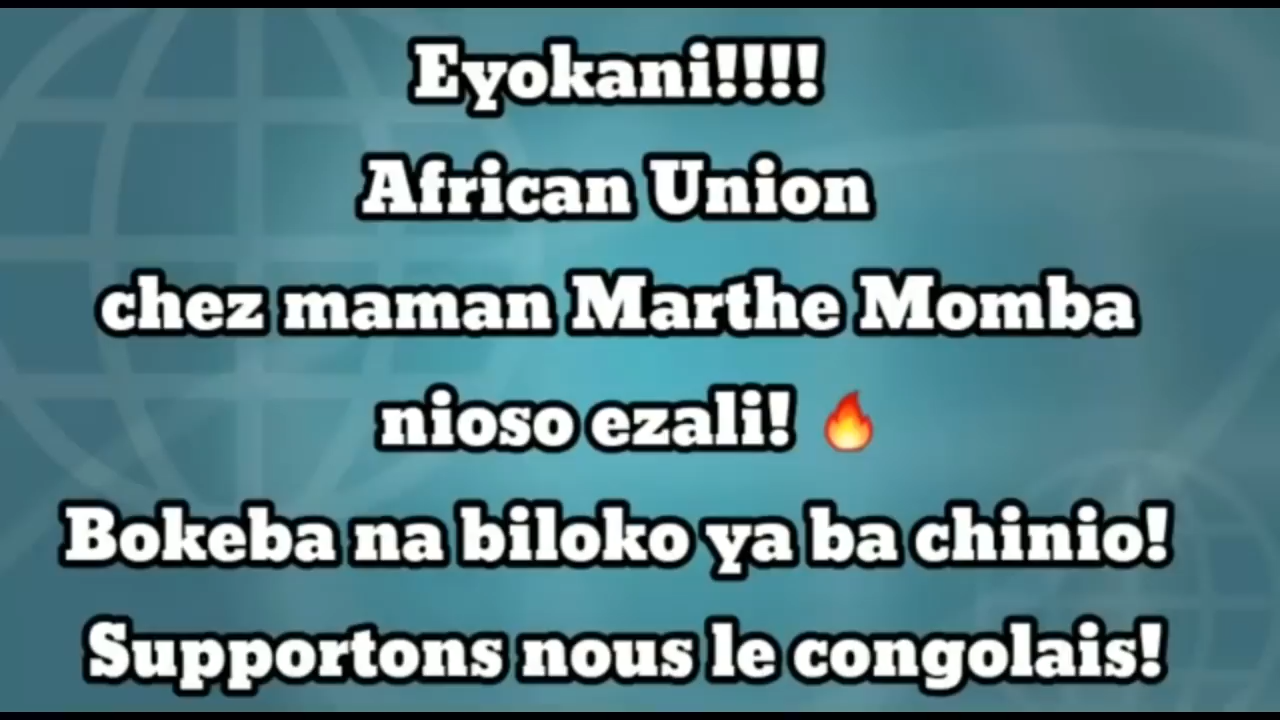 Eyokani!!!!
African Union
chez maman Marthe Momba
nioso ezali! 🔥
Bokeba na biloko ya ba chinio!
Supportons nous le congolais!